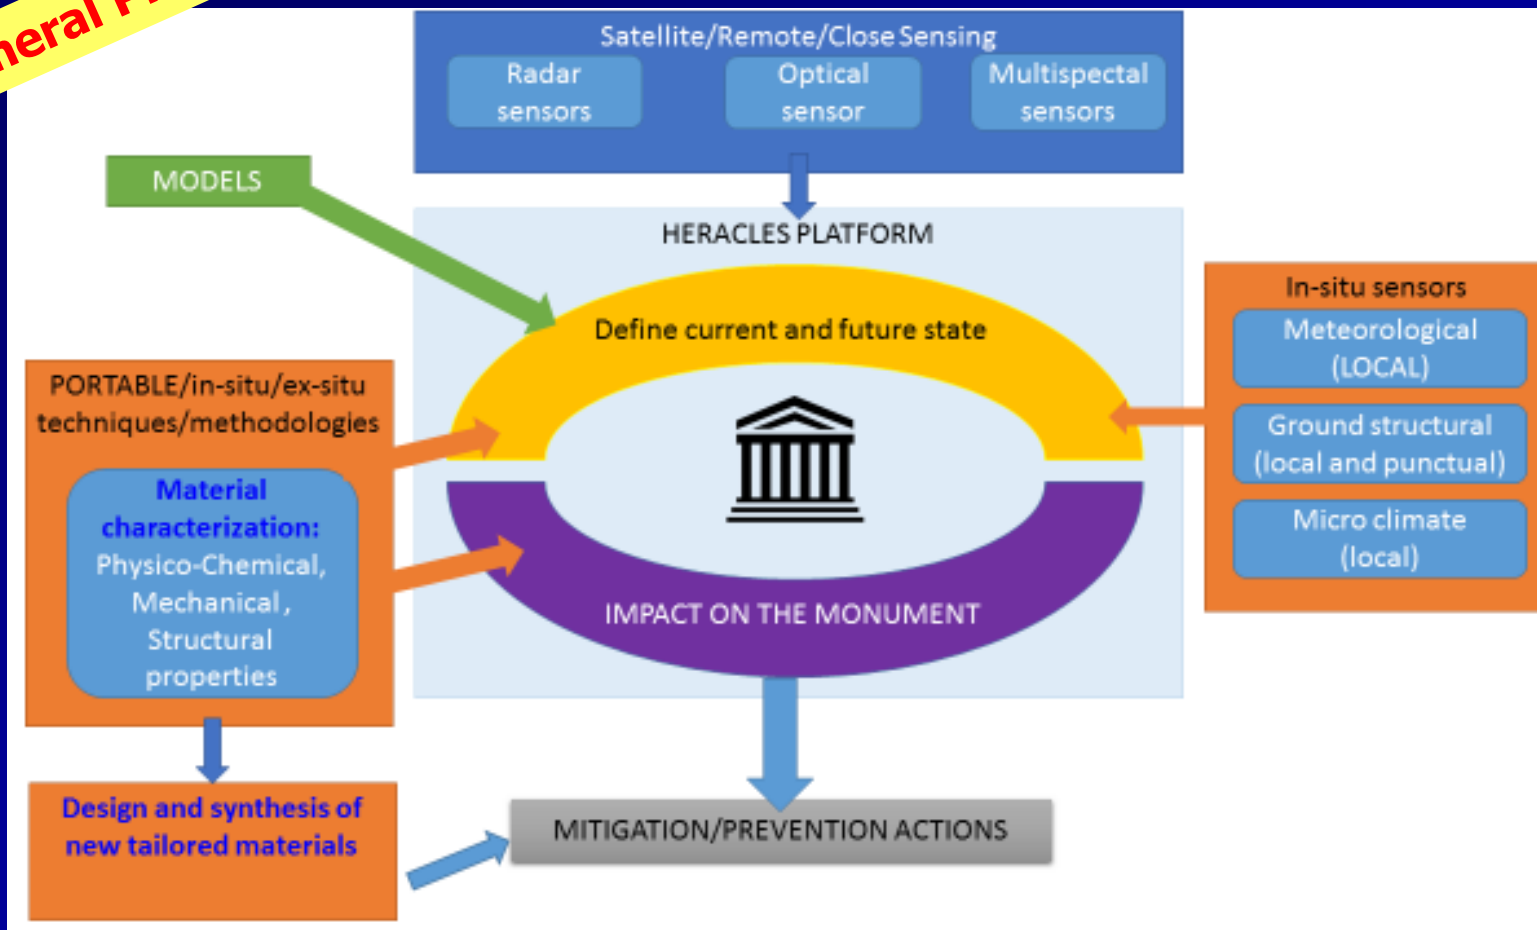 Satellite/Remote/Close Sensing
Radar
sensors
Optical
sensor
Multispectal
sensors
MODELS
HERACLES PLATFORM
Define current and future state
In-situ sensors
Meteorological
(LOCAL)
Ground structural
(local and punctual)
Micro climate
(local)
PORTABLE/in-situ/ex-situ
techniques/methodologies
Material
characterization:
Physico-Chemical,
Mechanical,
Structural
properties
IMPACT ON THE MONUMENT
Design and synthesis of
new tailored materials
MITIGATION/PREVENTION ACTIONS